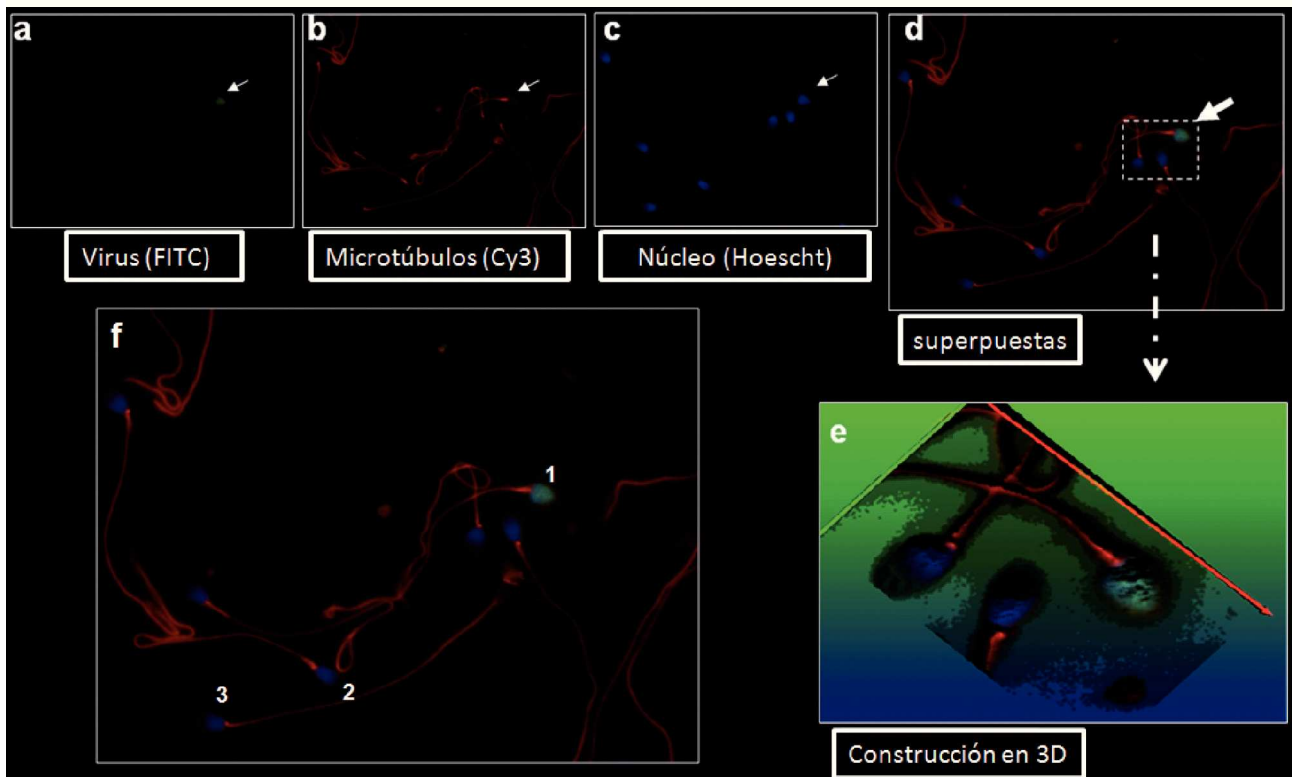 a
b
c
d
Virus (FITC)
Microtúbulos (Cy3)
Núcleo (Hoescht)
superpuestas
f
1
2
3
e
Construcción en 3D